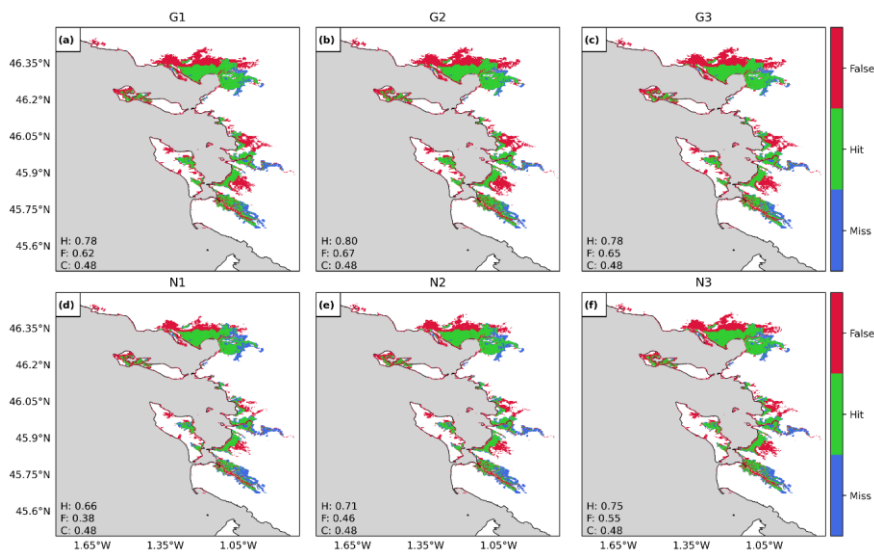 G1
G2
G3
(a)
(b)
(c)
46.35°N
46.2°N
46.05°N
45.9°N
45.75°N
45.6°N
H: 0.78
F: 0.62
C: 0.48
H: 0.80
F: 0.67
C: 0.48
H: 0.78
F: 0.65
C: 0.48
False
Hit
Miss
N1
N2
N3
(d)
(e)
(f)
46.35°N
46.2°N
46.05°N
45.9°N
45.75°N
45.6°N
H: 0.66
F: 0.38
C: 0.48
H: 0.71
F: 0.46
C: 0.48
H: 0.75
F: 0.55
C: 0.48
False
Hit
Miss
1.65°W 1.35°W 1.05°W
1.65°W 1.35°W 1.05°W
1.65°W 1.35°W 1.05°W